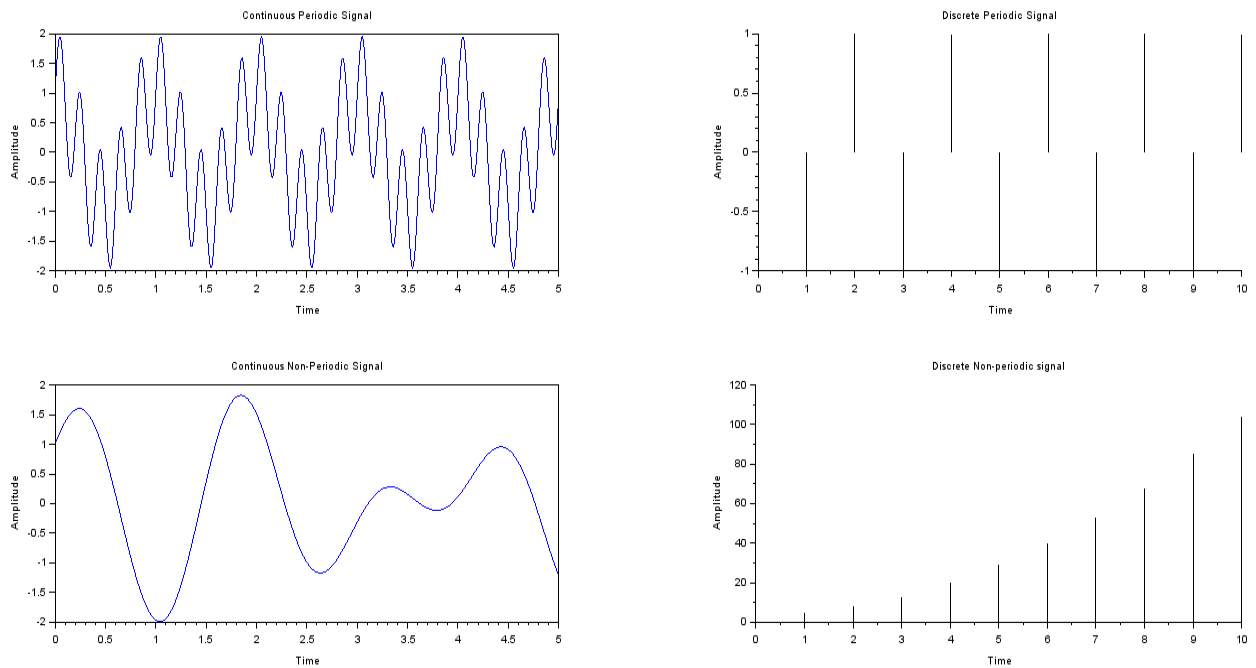 Continuous Periodic Signal
2
1.5
1
0.5
0
-0.5
-1
-1.5
-2
Amplitude
0 0.5 1 1.5 2 2.5 3 3.5 4 4.5 5
Time
Discrete Periodic Signal
1
0.5
0
-0.5
-1
Amplitude
0 1 2 3 4 5 6 7 8 9 10
Time
Continuous Non-Periodic Signal
2
1.5
1
0.5
0
-0.5
-1
-1.5
-2
Amplitude
0 0.5 1 1.5 2 2.5 3 3.5 4 4.5 5
Time
Discrete Non-periodic signal
120
100
80
60
40
20
0
Amplitude
0 1 2 3 4 5 6 7 8 9 10
Time